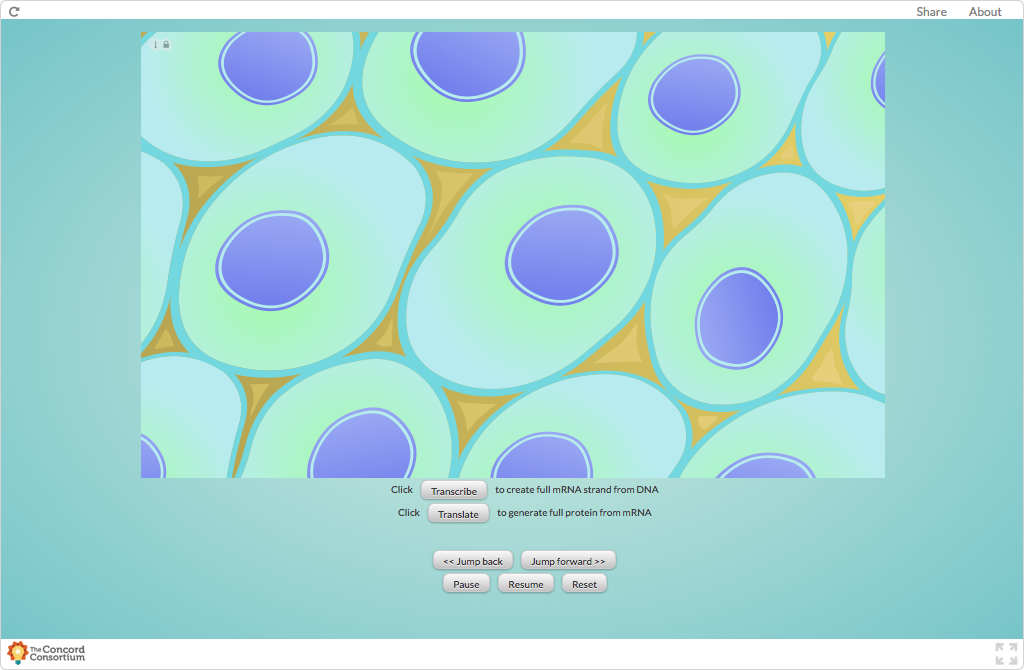 Share About
Click Transcribe to create full mRNA strand from DNA
Click Translate to generate full protein from mRNA
<< Jump back Jump forward >>
Pause Resume Reset
The Concord
Consortium